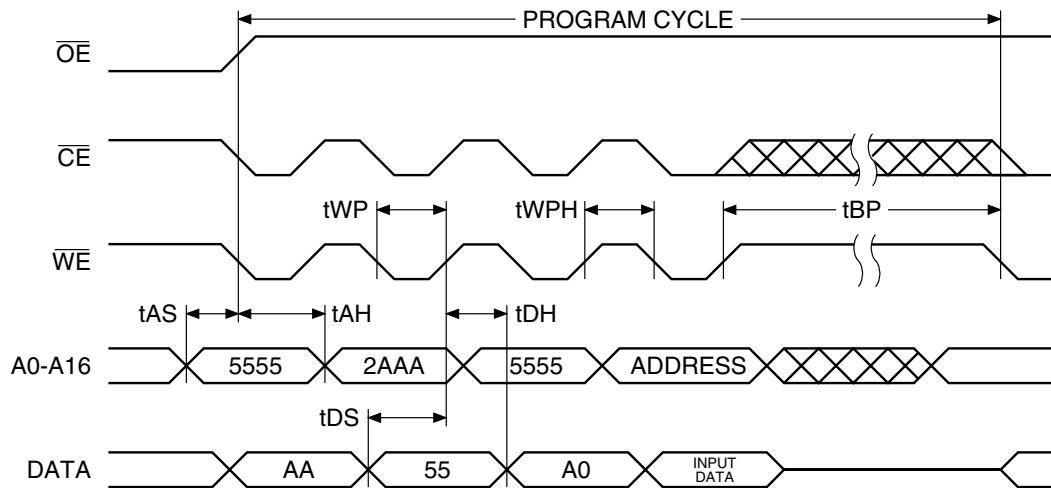 PROGRAM CYCLE
OE
CE
tWP
tWPH
tBP
WE
tAS
tAH
tDH
A0-A16
5555
2AAA
5555
ADDRESS
tDS
DATA
AA
55
A0
INPUT
DATA